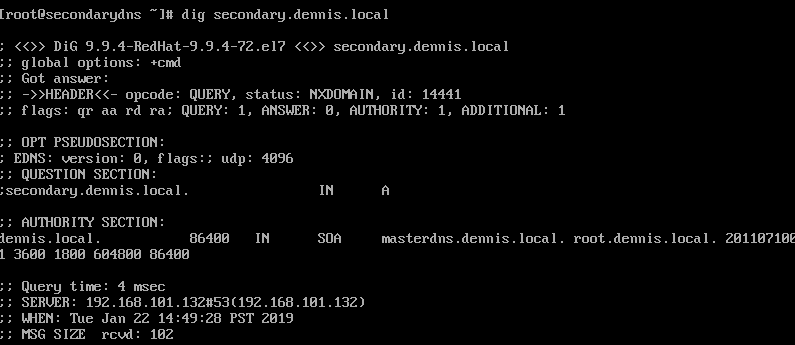 [root@secondarydns ~]# dig secondary.dennis.local
; <<>> DiG 9.9.4-RedHat-9.9.4-72.el7 <<>> secondary.dennis.local
;; global options: +cmd
;; Got answer:
;; ->>HEADER<<- opcode: QUERY, status: NXDOMAIN, id: 14441
;; flags: qr aa rd ra; QUERY: 1, ANSWER: 0, AUTHORITY: 1, ADDITIONAL: 1
;; OPT PSEUDOSECTION:
; EDNS: version: 0, flags:; udp: 4096
;; QUESTION SECTION:
;secondary.dennis.local. IN A
;; AUTHORITY SECTION:
dennis.local. 86400 IN SOA masterdns.dennis.local. root.dennis.local. 201107100
1 3600 1800 604800 86400
;; Query time: 4 msec
;; SERVER: 192.168.101.132#53(192.168.101.132)
;; WHEN: Tue Jan 22 14:49:28 PST 2019
;; MSG SIZE rcvd: 102